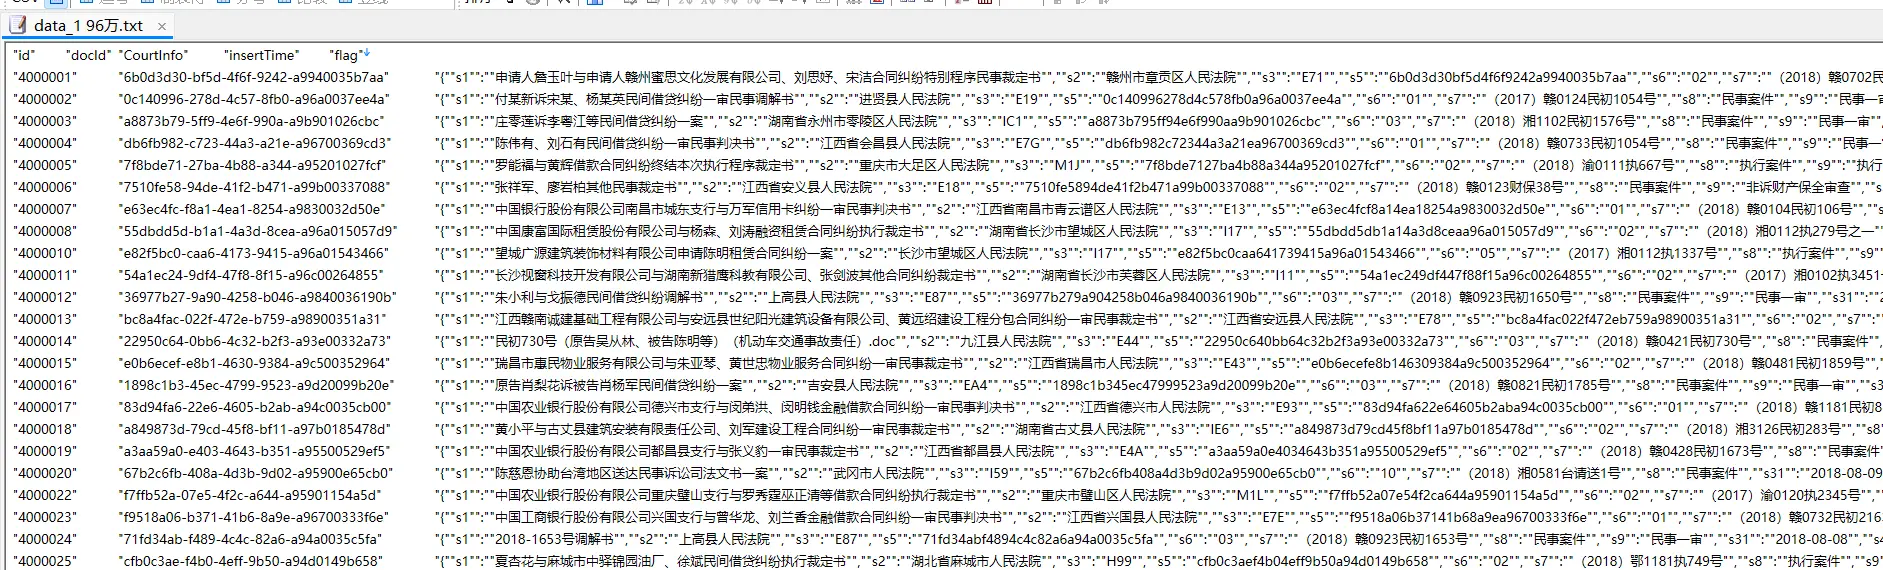 data_1 96万.txt
"id" "docId" "CourtInfo" "insertTime" "flag"
"4000001" "6b0d3d30-bf5d-4f6f-9242-a9940035b7aa" "{""s1"":""申请人詹玉叶与申请人赣州蜜思文化发展有限公司、刘思妤、宋洁合同纠纷特别程序民事裁定书"",""s2"":""赣州市章贡区人民法院"",""s3"":""E71"",""s5"":""6b0d3d30bf5d4f6f9242a9940035b7aa"",""s6"":""02"",""s7"":""（2018）赣0702民
"4000002" "0c140996-278d-4c57-8fb0-a96a0037ee4a" "{""s1"":""付某新诉宋某、杨某英民间借贷纠纷一审民事调解书"",""s2"":""进贤县人民法院"",""s3"":""E19"",""s5"":""0c140996278d4c578fb0a96a0037ee4a"",""s6"":""01"",""s7"":""（2017）赣0124民初1054号"",""s8"":""民事案件"",""s9"":""民事一审
"4000003" "a8873b79-5ff9-4e6f-990a-a9b901026cbc" "{""s1"":""庄零莲诉李粤江等民间借贷纠纷一案"",""s2"":""湖南省永州市零陵区人民法院"",""s3"":""IC1"",""s5"":""a8873b795ff94e6f990aa9b901026cbc"",""s6"":""03"",""s7"":""（2018）湘1102民初1576号"",""s8"":""民事案件"",""s9"":""民事一审"",
"4000004" "db6fb982-c723-44a3-a21e-a96700369cd3" "{""s1"":""陈伟有、刘石有民间借贷纠纷一审民事判决书"",""s2"":""江西省会昌县人民法院"",""s3"":""E7G"",""s5"":""db6fb982c72344a3a21ea96700369cd3"",""s6"":""01"",""s7"":""（2018）赣0733民初1054号"",""s8"":""民事案件"",""s9"":""民事一
"4000005" "7f8bde71-27ba-4b88-a344-a95201027fcf" "{""s1"":""罗能福与黄辉借款合同纠纷终结本次执行程序裁定书"",""s2"":""重庆市大足区人民法院"",""s3"":""M1J"",""s5"":""7f8bde7127ba4b88a344a95201027fcf"",""s6"":""02"",""s7"":""（2018）渝0111执667号"",""s8"":""执行案件"",""s9"":""执行
"4000006" "7510fe58-94de-41f2-b471-a99b00337088" "{""s1"":""张祥军、廖岩柏其他民事裁定书"",""s2"":""江西省安义县人民法院"",""s3"":""E18"",""s5"":""7510fe5894de41f2b471a99b00337088"",""s6"":""02"",""s7"":""（2018）赣0123财保38号"",""s8"":""民事案件"",""s9"":""非诉财产保全审查"",""s
"4000007" "e63ec4fc-f8a1-4ea1-8254-a9830032d50e" "{""s1"":""中国银行股份有限公司南昌市城东支行与万军信用卡纠纷一审民事判决书"",""s2"":""江西省南昌市青云谱区人民法院"",""s3"":""E13"",""s5"":""e63ec4fcf8a14ea18254a9830032d50e"",""s6"":""01"",""s7"":""（2018）赣0104民初106号"",""s
"4000008" "55dbdd5d-b1a1-4a3d-8cea-a96a015057d9" "{""s1"":""中国康富国际租赁股份有限公司与杨森、刘涛融资租赁合同纠纷执行裁定书"",""s2"":""湖南省长沙市望城区人民法院"",""s3"":""I17"",""s5"":""55dbdd5db1a14a3d8ceaa96a015057d9"",""s6"":""02"",""s7"":""（2018）湘0112执279号之一"
"4000010" "e82f5bc0-caa6-4173-9415-a96a01543466" "{""s1"":""望城广源建筑装饰材料有限公司申请陈明租赁合同纠纷一案"",""s2"":""长沙市望城区人民法院"",""s3"":""I17"",""s5"":""e82f5bc0caa641739415a96a01543466"",""s6"":""05"",""s7"":""（2017）湘0112执1337号"",""s8"":""执行案件"",""s9"
"4000011" "54a1ec24-9df4-47f8-8f15-a96c00264855" "{""s1"":""长沙视窗科技开发有限公司与湖南新猎鹰科教有限公司、张剑波其他合同纠纷裁定书"",""s2"":""湖南省长沙市芙蓉区人民法院"",""s3"":""I11"",""s5"":""54a1ec249df447f88f15a96c00264855"",""s6"":""02"",""s7"":""（2017）湘0102执3451号
"4000012" "36977b27-9a90-4258-b046-a9840036190b" "{""s1"":""朱小利与戈振德民间借贷纠纷调解书"",""s2"":""上高县人民法院"",""s3"":""E87"",""s5"":""36977b279a904258b046a9840036190b"",""s6"":""03"",""s7"":""（2018）赣0923民初1650号"",""s8"":""民事案件"",""s9"":""民事一审"",""s31"":""2
"4000013" "bc8a4fac-022f-472e-b759-a98900351a31" "{""s1"":""江西赣南诚建基础工程有限公司与安远县世纪阳光建筑设备有限公司、黄远绍建设工程分包合同纠纷一审民事裁定书"",""s2"":""江西省安远县人民法院"",""s3"":""E78"",""s5"":""bc8a4fac022f472eb759a98900351a31"",""s6"":""02"",""s7"":"
"4000014" "22950c64-0bb6-4c32-b2f3-a93e00332a73" "{""s1"":""民初730号（原告吴从林、被告陈明等）（机动车交通事故责任）.doc"",""s2"":""九江县人民法院"",""s3"":""E44"",""s5"":""22950c640bb64c32b2f3a93e00332a73"",""s6"":""03"",""s7"":""（2018）赣0421民初730号"",""s8"":""民事案件"",
"4000015" "e0b6ecef-e8b1-4630-9384-a9c500352964" "{""s1"":""瑞昌市惠民物业服务有限公司与朱亚琴、黄世忠物业服务合同纠纷一审民事裁定书"",""s2"":""江西省瑞昌市人民法院"",""s3"":""E43"",""s5"":""e0b6ecefe8b146309384a9c500352964"",""s6"":""02"",""s7"":""（2018）赣0481民初1859号"",""
"4000016" "1898c1b3-45ec-4799-9523-a9d20099b20e" "{""s1"":""原告肖梨花诉被告肖杨军民间借贷纠纷一案"",""s2"":""吉安县人民法院"",""s3"":""EA4"",""s5"":""1898c1b345ec47999523a9d20099b20e"",""s6"":""03"",""s7"":""（2018）赣0821民初1785号"",""s8"":""民事案件"",""s9"":""民事一审"",""s3
"4000017" "83d94fa6-22e6-4605-b2ab-a94c0035cb00" "{""s1"":""中国农业银行股份有限公司德兴市支行与闵弟洪、闵明钱金融借款合同纠纷一审民事判决书"",""s2"":""江西省德兴市人民法院"",""s3"":""E93"",""s5"":""83d94fa622e64605b2aba94c0035cb00"",""s6"":""01"",""s7"":""（2018）赣1181民初8
"4000018" "a849873d-79cd-45f8-bf11-a97b0185478d" "{""s1"":""黄小平与古丈县建筑安装有限责任公司、刘军建设工程合同纠纷一审民事裁定书"",""s2"":""湖南省古丈县人民法院"",""s3"":""IE6"",""s5"":""a849873d79cd45f8bf11a97b0185478d"",""s6"":""02"",""s7"":""（2018）湘3126民初283号"",""s8"
"4000019" "a3aa59a0-e403-4643-b351-a95500529ef5" "{""s1"":""中国农业银行股份有限公司都昌县支行与张义豹一审民事裁定书"",""s2"":""江西省都昌县人民法院"",""s3"":""E4A"",""s5"":""a3aa59a0e4034643b351a95500529ef5"",""s6"":""02"",""s7"":""（2018）赣0428民初1673号"",""s8"":""民事案件
"4000020" "67b2c6fb-408a-4d3b-9d02-a95900e65cb0" "{""s1"":""陈慈恩协助台湾地区送达民事诉讼司法文书一案"",""s2"":""武冈市人民法院"",""s3"":""I59"",""s5"":""67b2c6fb408a4d3b9d02a95900e65cb0"",""s6"":""10"",""s7"":""（2018）湘0581台请送1号"",""s8"":""民事案件"",""s31"":""2018-08-09
"4000022" "f7ffb52a-07e5-4f2c-a644-a95901154a5d" "{""s1"":""中国农业银行股份有限公司重庆璧山支行与罗秀霆巫正清等借款合同纠纷执行裁定书"",""s2"":""重庆市璧山区人民法院"",""s3"":""M1L"",""s5"":""f7ffb52a07e54f2ca644a95901154a5d"",""s6"":""02"",""s7"":""（2017）渝0120执2345号"",
"4000023" "f9518a06-b371-41b6-8a9e-a96700333f6e" "{""s1"":""中国工商银行股份有限公司兴国支行与曾华龙、刘兰香金融借款合同纠纷一审民事判决书"",""s2"":""江西省兴国县人民法院"",""s3"":""E7E"",""s5"":""f9518a06b37141b68a9ea96700333f6e"",""s6"":""01"",""s7"":""（2018）赣0732民初2163
"4000024" "71fd34ab-f489-4c4c-82a6-a94a0035c5fa" "{""s1"":""2018-1653号调解书"",""s2"":""上高县人民法院"",""s3"":""E87"",""s5"":""71fd34abf4894c4c82a6a94a0035c5fa"",""s6"":""03"",""s7"":""（2018）赣0923民初1653号"",""s8"":""民事案件"",""s9"":""民事一审"",""s31"":""2018-08-08"",""s
"4000025" "cfb0c3ae-f4b0-4eff-9b50-a94d0149b658" "{""s1"":""夏杏花与麻城市中驿锦园油厂、徐斌民间借贷纠纷执行裁定书"",""s2"":""湖北省麻城市人民法院"",""s3"":""H99"",""s5"":""cfb0c3aef4b04eff9b50a94d0149b658"",""s6"":""02"",""s7"":""（2018）鄂1181执749号"",""s8"":""执行案件"",""s9